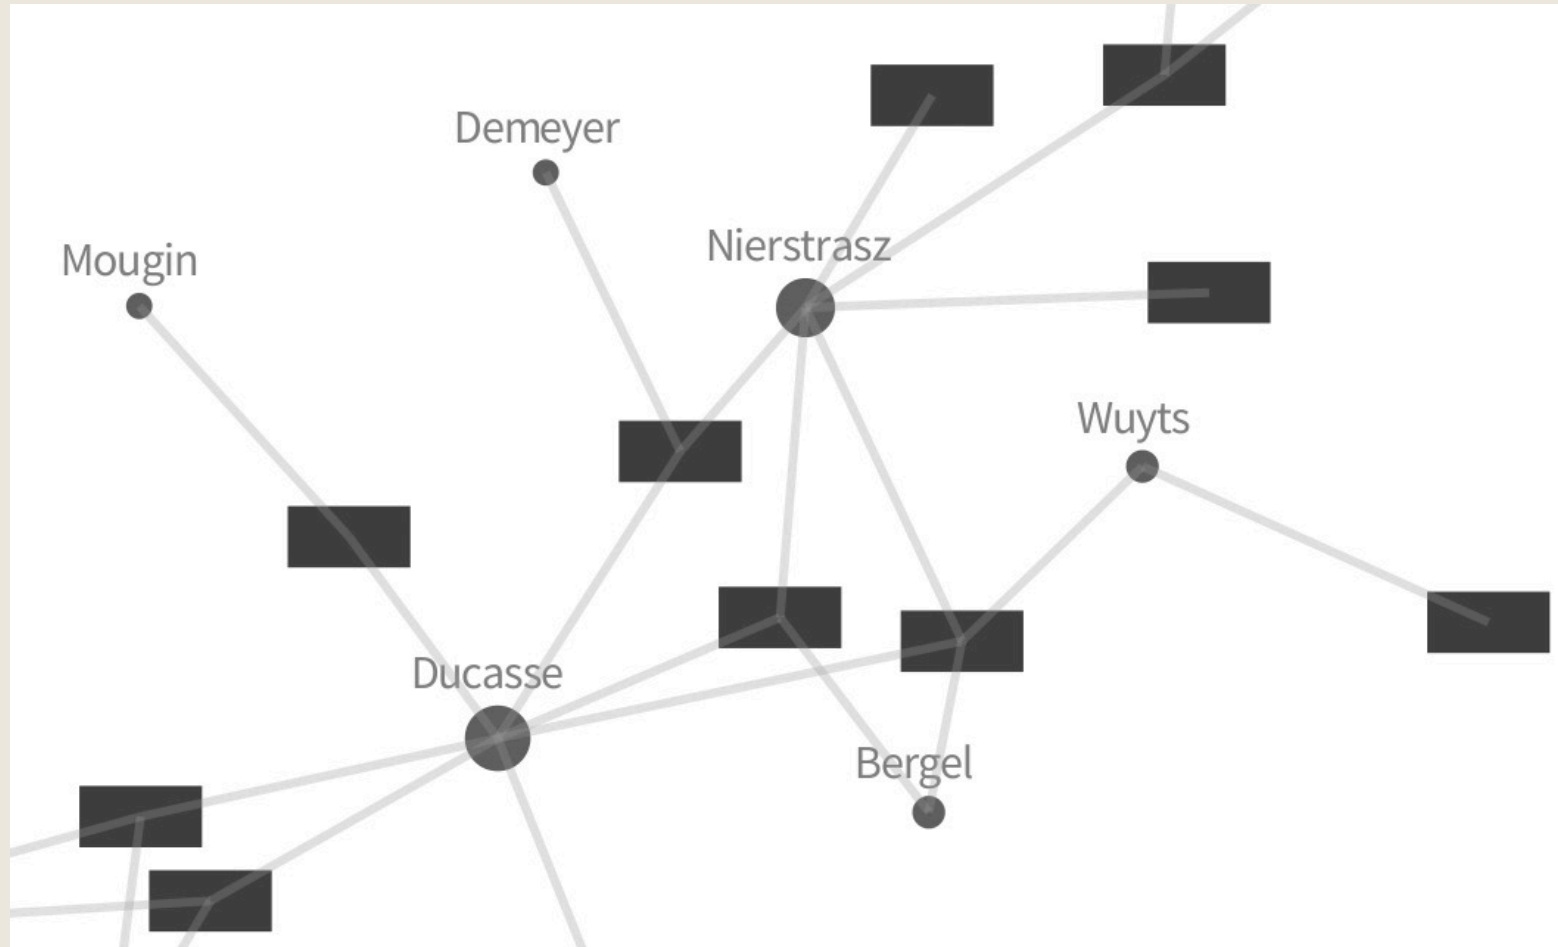 Demeyer
Nierstrasz
Mougin
Wuyts
Ducasse
Bergel